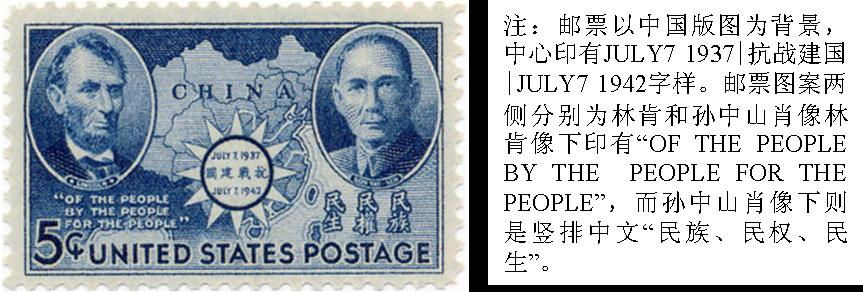 CHINA
JULY 7, 1937
國建戰抗
JULY 7, 1942
LINCOLN
"OF THE PEOPLE
BY THE PEOPLE
FOR THE PEOPLE"
民族
民權
民生
5¢ UNITED STATES POSTAGE
注：邮票以中国版图为背景，
中心印有JULY7 1937|抗战建国
|JULY7 1942字样。邮票图案两
侧分别为林肯和孙中山肖像林
肯像下印有“OF THE PEOPLE
BY THE PEOPLE FOR THE
PEOPLE”，而孙中山肖像下则
是竖排中文“民族、民权、民
生”。